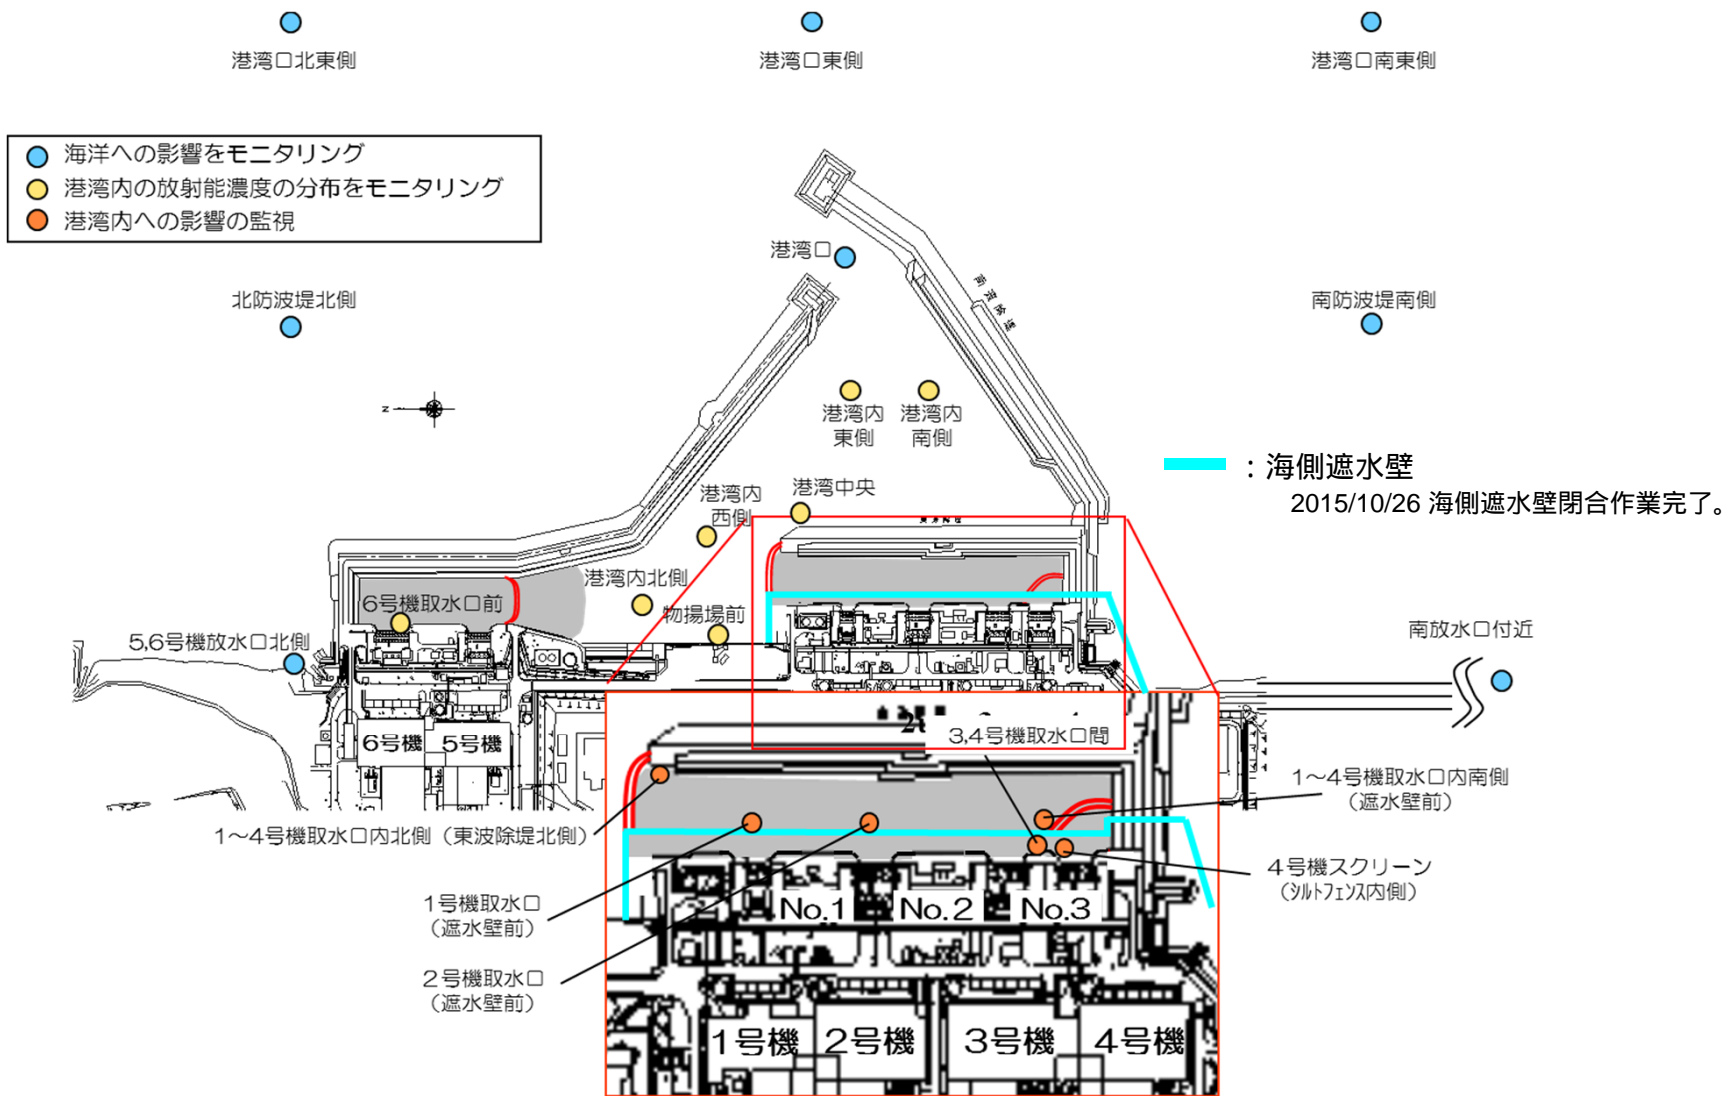 港湾口北東側
港湾口東側
港湾口南東側
海洋への影響をモニタリング
港湾内の放射能濃度の分布をモニタリング
港湾内への影響の監視
港湾口
北防波堤北側
南防波堤南側
N
港湾内
東側
港湾内
南側
：海側遮水壁
2015/10/26 海側遮水壁閉合作業完了。
港湾内
西側
港湾中央
港湾内北側
6号機取水口前
物揚場前
5,6号機放水口北側
南放水口付近
6号機
5号機
3,4号機取水口間
1～4号機取水口内南側
（遮水壁前）
1～4号機取水口内北側（東波除堤北側）
4号機スクリーン
（シルトフェンス内側）
1号機取水口
（遮水壁前）
No.1
No.2
No.3
2号機取水口
（遮水壁前）
1号機
2号機
3号機
4号機